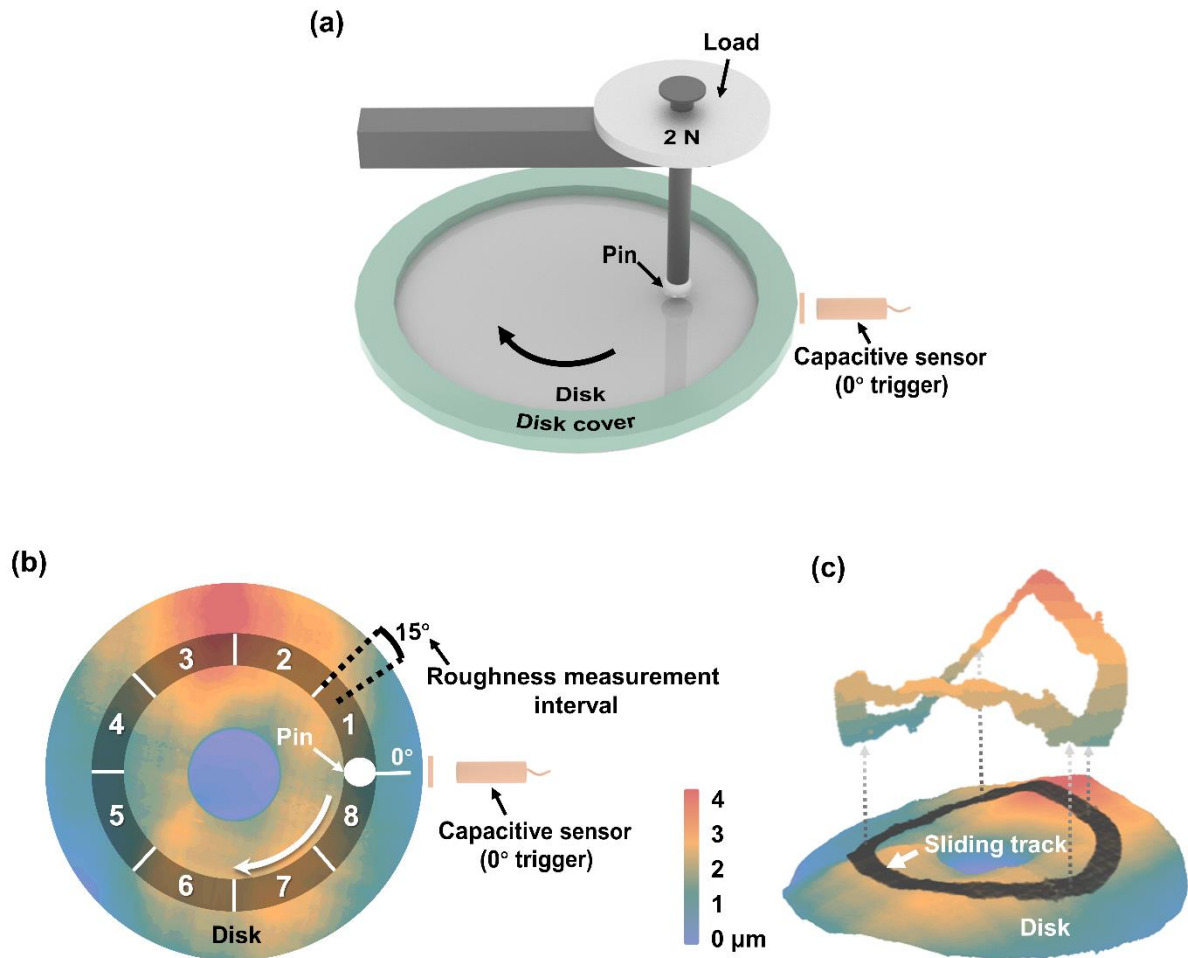 (a)
Load
2 N
Pin
Capacitive sensor
(0° trigger)
Disk
Disk cover
(b)
15°
Roughness measurement
interval
3
2
4
1
Pin
0°
5
8
6
7
Capacitive sensor
(0° trigger)
Disk
4
3
2
1
0 μm
(c)
Sliding track
Disk